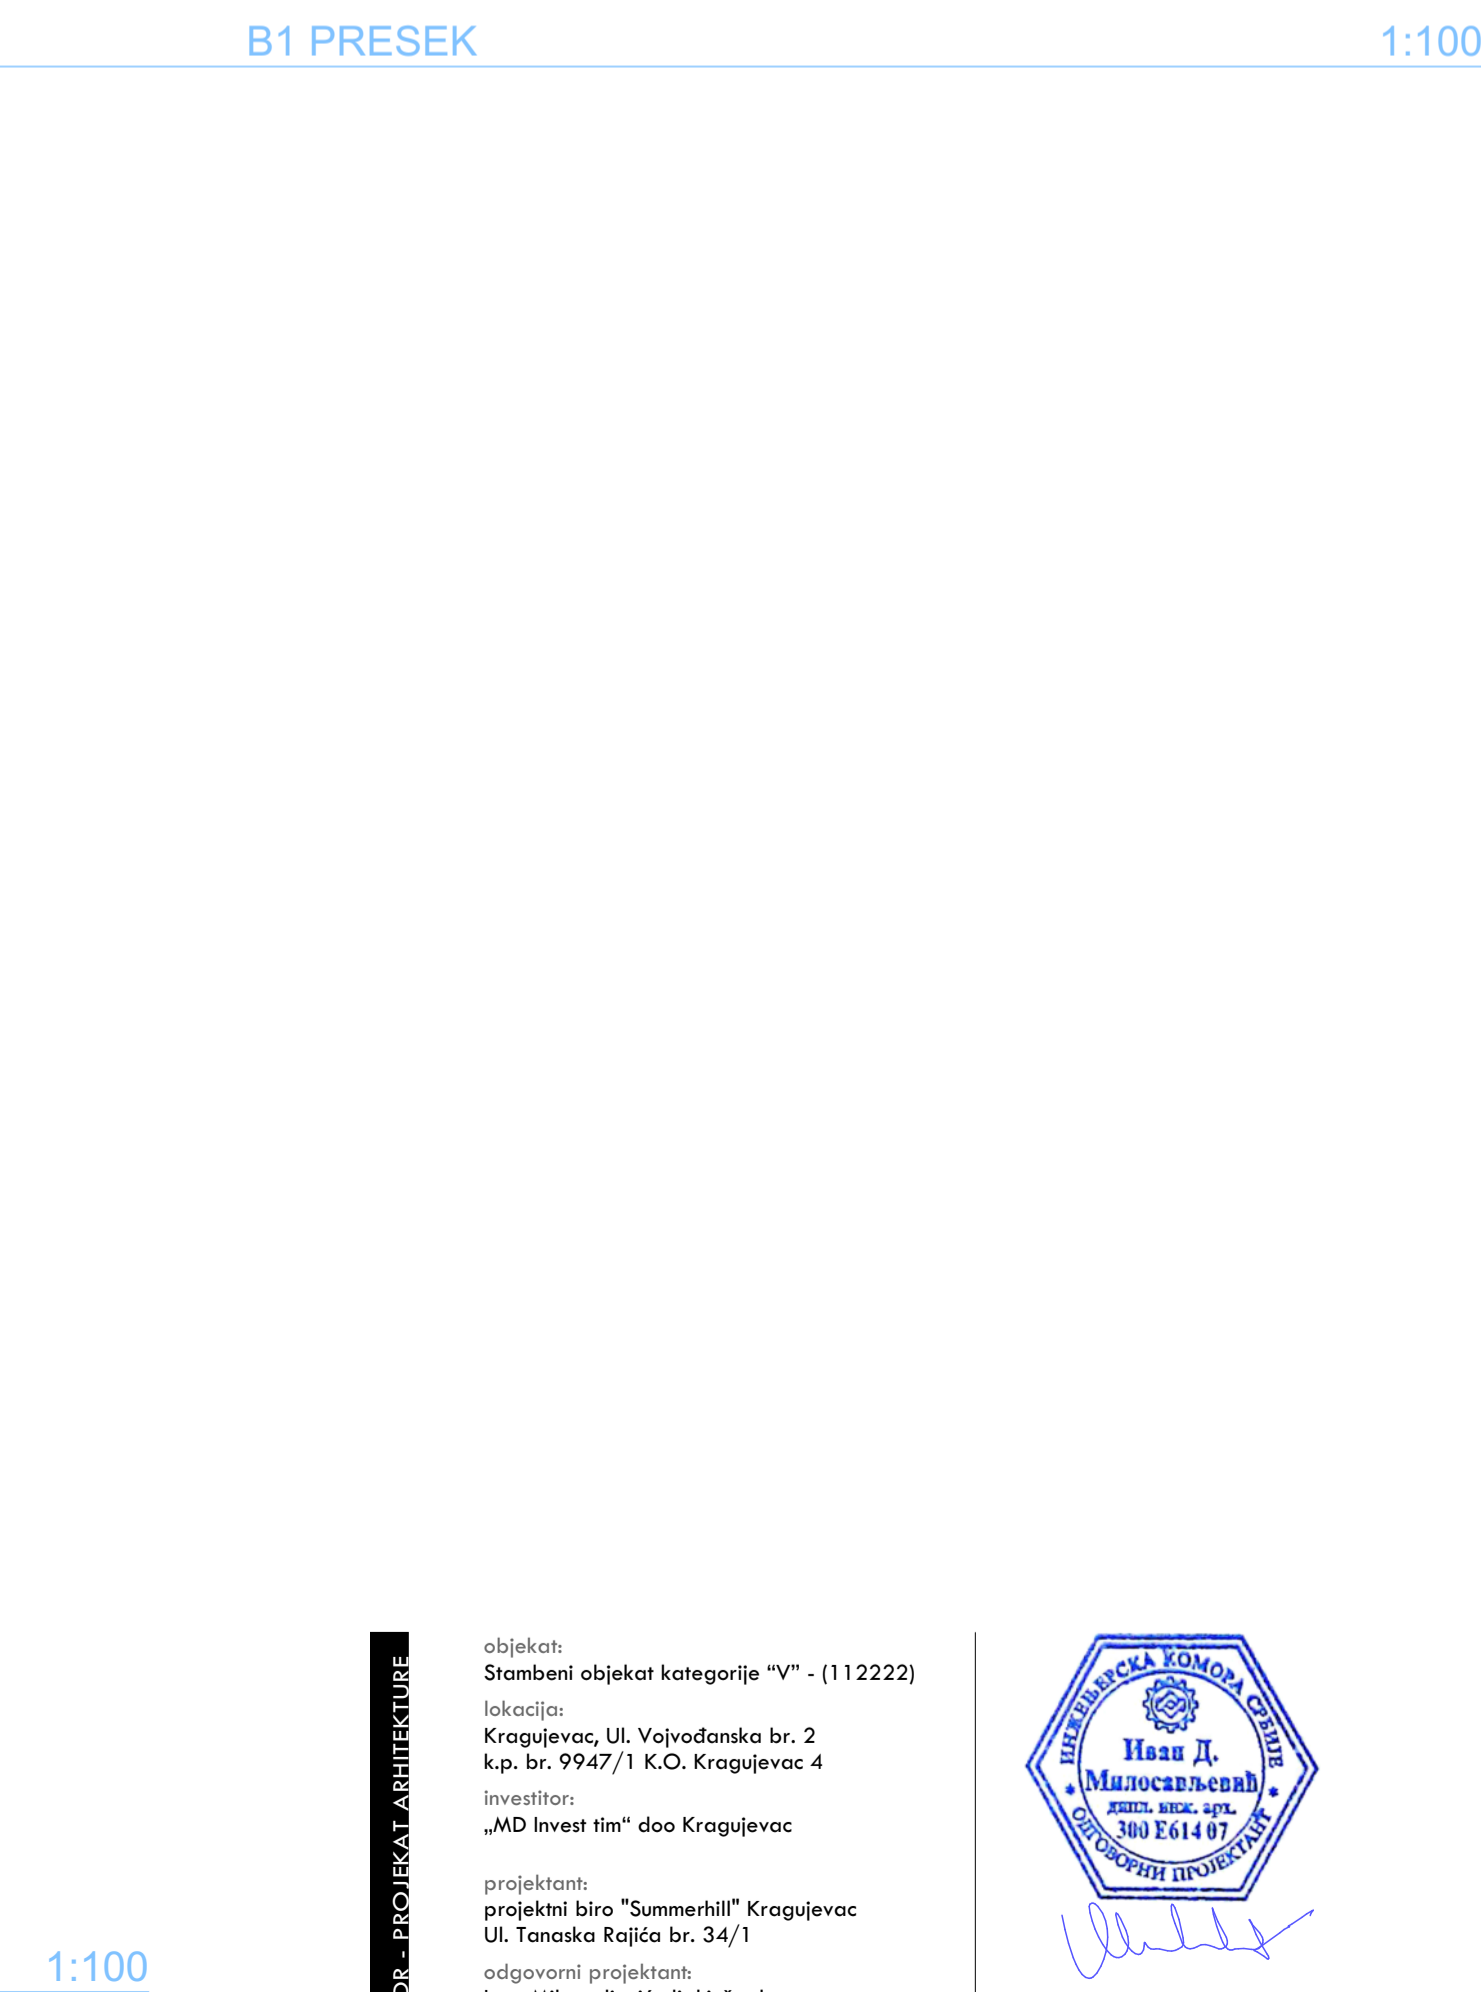 B1 PRESEK 1:100
PROJEKAT ARHITEKTURE
objekat:
Stambeni objekat kategorije “V” - (112222)
lokacija:
Kragujevac, Ul. Vojvođanska br. 2
k.p. br. 9947/1 K.O. Kragujevac 4
investitor:
„MD Invest tim“ doo Kragujevac
projektant:
projektni biro "Summerhill" Kragujevac
Ul. Tanaska Rajića br. 34/1
odgovorni projektant:
ИНЖЕЊЕРСКА КОМОРА СРБИЈЕ
Иван Д.
Милосављевић
дипл. инж. арх.
300 Е614 07
ОДГОВОРНИ ПРОЈЕКТАНТ
1:100